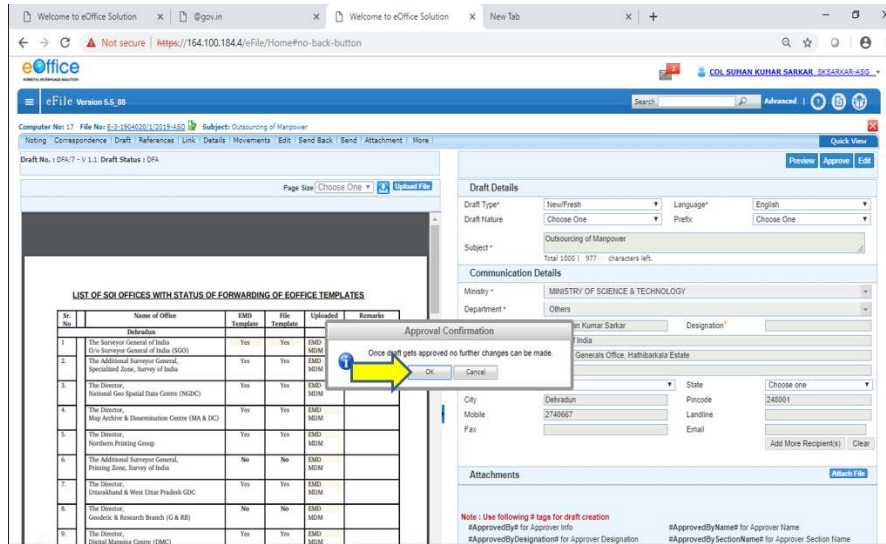 Welcome to eOffice Solution
@gov.in
Welcome to eOffice Solution
New Tab
Not secure | https://164.100.184.4/eFile/Home#no-back-button
eOffice
2
COL SUMAN KUMAR SARKAR SKSARKAR-ASG
eFile Version 5.5_08
Search
Advanced
Computer No: 17 File No: E-3-1904020/1/2019-ASO Subject: Outsourcing of Manpower
Noting Correspondence | Draft | References | Link | Details | Movements | Edit | Send Back | Send | Attachment | More |
Quick View
Draft No. : DFA/7 - V 1.1 Draft Status : DFA
Preview Approve Edit
Page Size Choose One Upload File
Draft Details
Draft Type* New/Fresh Language* English
Draft Nature Choose One Prefix Choose One
Subject * Outsourcing of Manpower
Total 1000 | 977 characters left.
Communication Details
Ministry * MINISTRY OF SCIENCE & TECHNOLOGY
Department * Others
an Kumar Sarkar Designation*
f India
Generals Office, Hathibarkala Estate
State Choose one
City Dehradun Pincode 248001
Mobile 2740667 Landline
Fax Email
Add More Recipient(s) Clear
Attachments Attach File
Note : Use following # tags for draft creation
#ApprovedBy# for Approver Info #ApprovedByName# for Approver Name
#ApprovedByDesignation# for Approver Designation #ApprovedBySectionName# for Approver Section Name
Approval Confirmation
Once draft gets approved no further changes can be made.
OK Cancel
LIST OF SOI OFFICES WITH STATUS OF FORWARDING OF EOFFICE TEMPLATES
Sr. No Name of Office EMD Template File Template Uploaded Remarks
Dehradun
1 The Surveyor General of India Yes Yes EMD
O/o Surveyor General of India (SGO) MDM
2. The Additional Surveyor General, Yes Yes EMD
Specialized Zone, Survey of India MDM
3. The Director, Yes Yes EMD
National Geo Spatial Data Centre (NGDC) MDM
4. The Director, Yes Yes EMD
Map Archive & Dissemination Centre (MA & DC) MDM
5. The Director, Yes Yes EMD
Northern Printing Group MDM
6. The Additional Surveyor General, No No EMD
Printing Zone, Survey of India MDM
7. The Director, Yes Yes EMD
Uttarakhand & West Uttar Pradesh GDC MDM
8. The Director, No No EMD
Geodetic & Research Branch (G & RB) MDM
9. The Director, Yes Yes EMD
Digital Mapping Centre (DMC) MDM